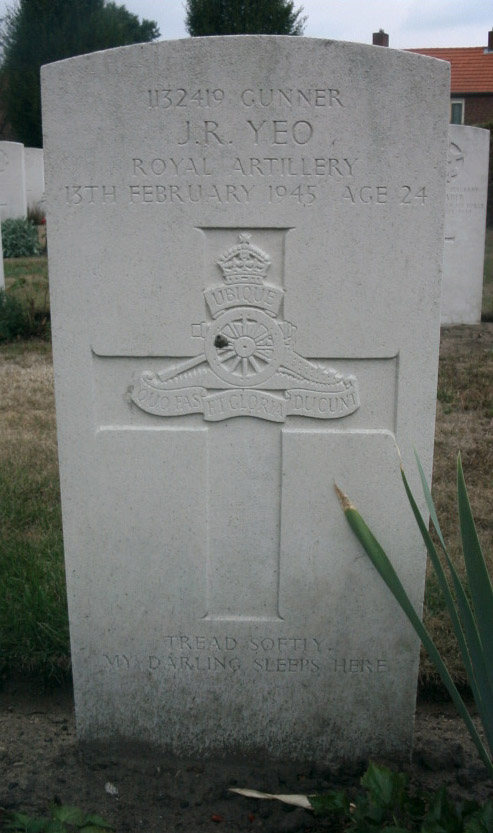 1132419 GUNNER
J.R. YEO
ROYAL ARTILLERY
13TH FEBRUARY 1945 AGE 24
UBIQUE
QUO FAS ET GLORIA DUCUNT
TREAD SOFTLY.
MY DARLING SLEEPS HERE